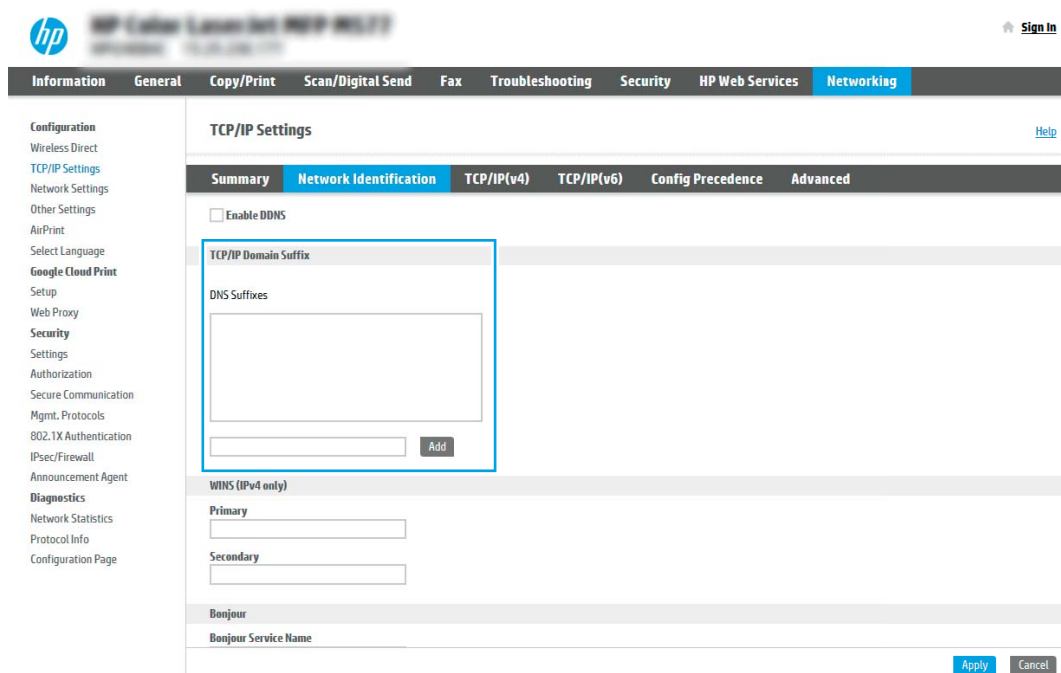 hp
Sign In
Information General Copy/Print Scan/Digital Send Fax Troubleshooting Security HP Web Services Networking
Configuration
Wireless Direct
TCP/IP Settings
Network Settings
Other Settings
AirPrint
Select Language
Google Cloud Print
Setup
Web Proxy
Security
Settings
Authorization
Secure Communication
Mgmt. Protocols
802.1X Authentication
IPsec/Firewall
Announcement Agent
Diagnostics
Network Statistics
Protocol Info
Configuration Page
TCP/IP Settings
Help
Summary Network Identification TCP/IP(v4) TCP/IP(v6) Config Precedence Advanced
Enable DDNS
TCP/IP Domain Suffix
DNS Suffixes
Add
WINS (IPv4 only)
Primary
Secondary
Bonjour
Bonjour Service Name
Apply Cancel